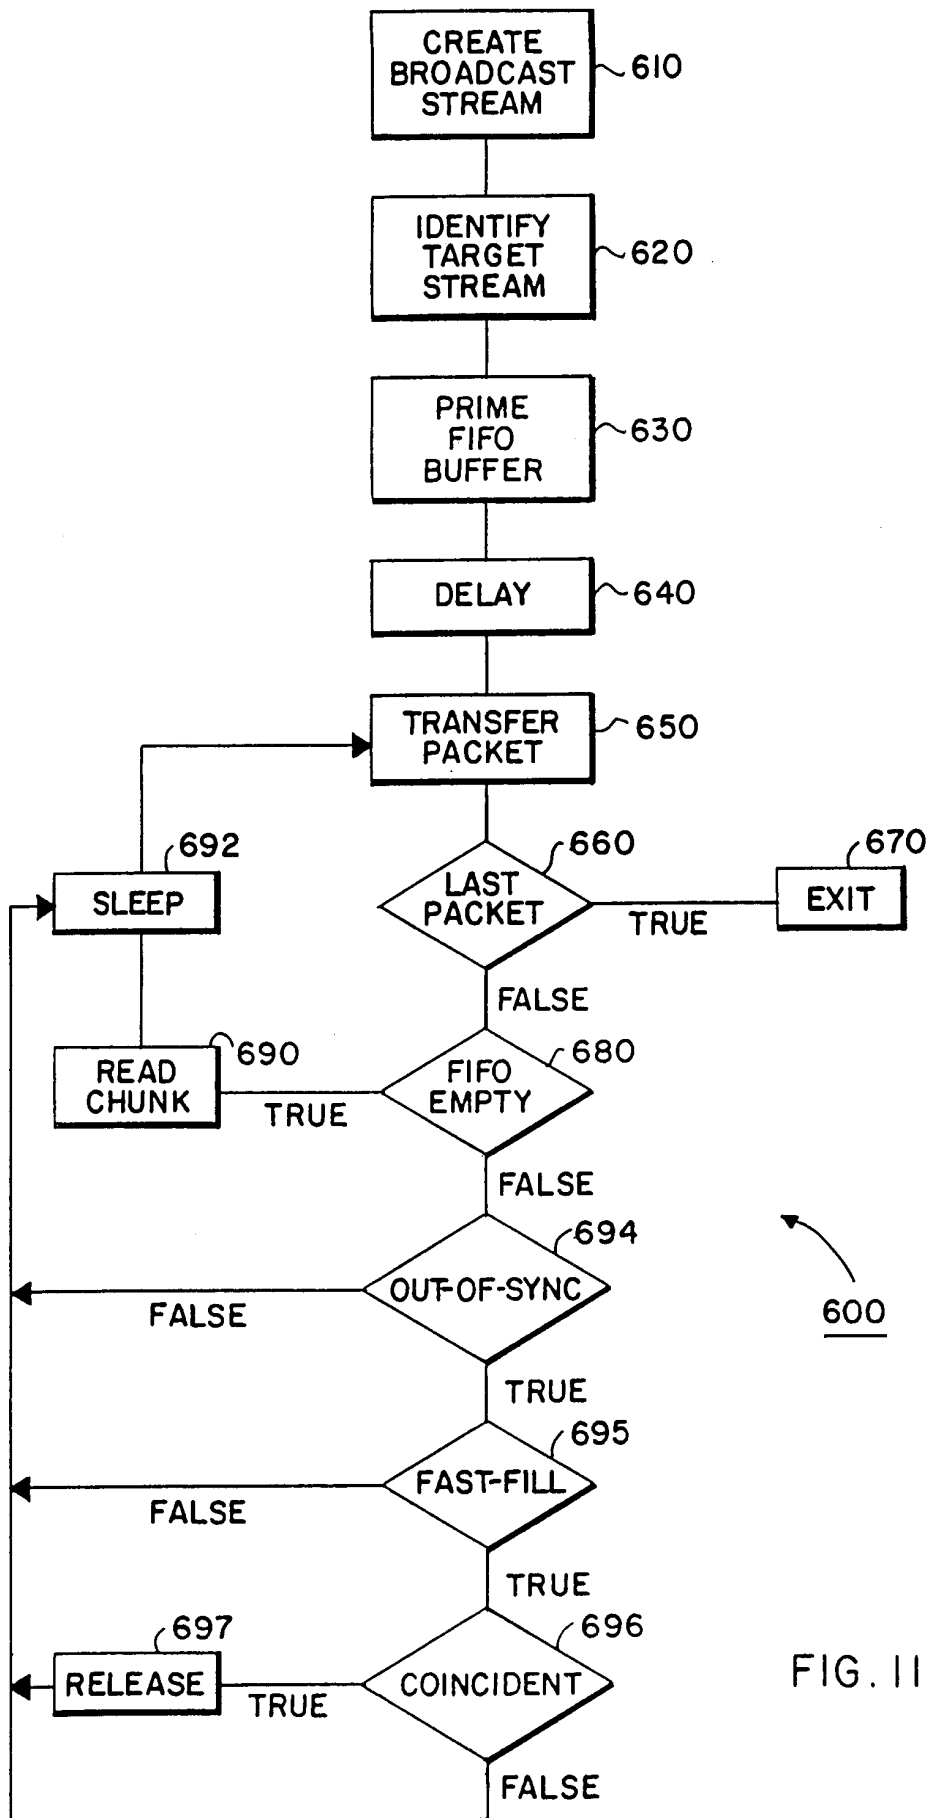 CREATE
BROADCAST
STREAM
610
IDENTIFY
TARGET
STREAM
620
PRIME
FIFO
BUFFER
630
DELAY
640
TRANSFER
PACKET
650
692
SLEEP
660
LAST
PACKET
TRUE
670
EXIT
FALSE
690
READ
CHUNK
TRUE
680
FIFO
EMPTY
FALSE
694
OUT-OF-SYNC
FALSE
600
TRUE
695
FAST-FILL
FALSE
TRUE
697
RELEASE
TRUE
696
COINCIDENT
FIG. 11
FALSE